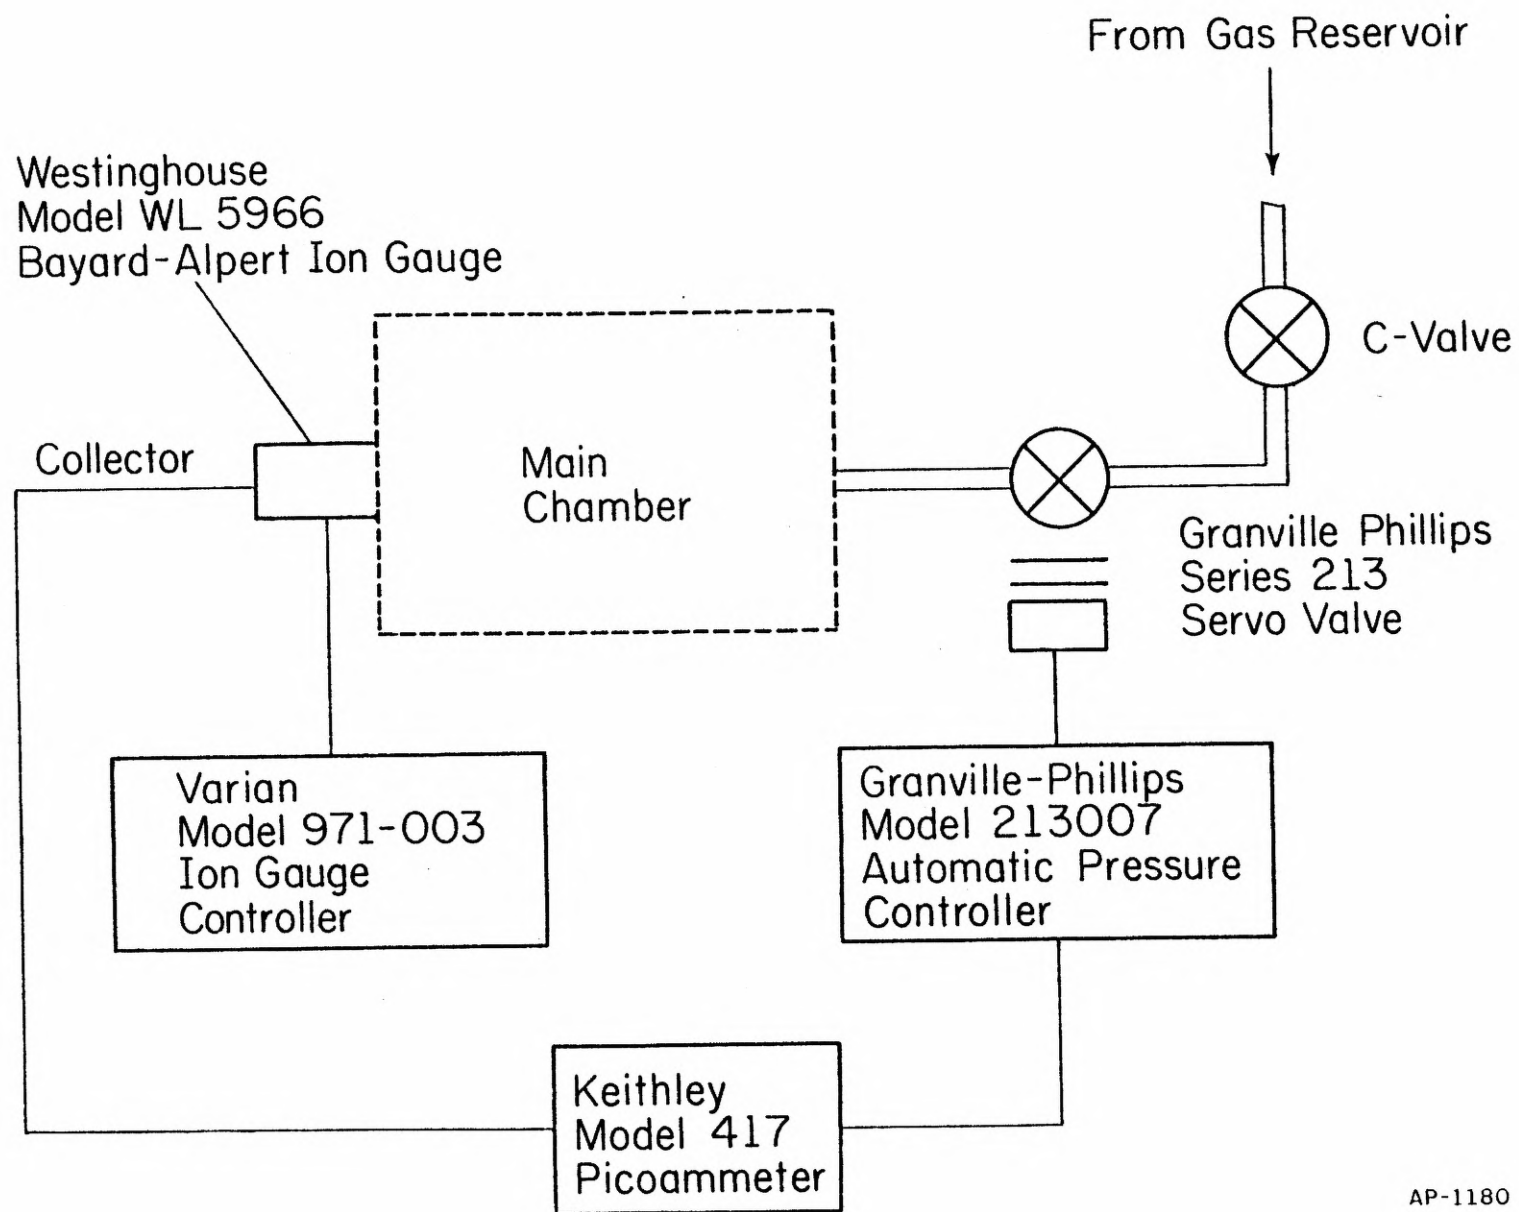 From Gas Reservoir
Westinghouse
Model WL 5966
Bayard-Alpert Ion Gauge
C-Valve
Collector
Main
Chamber
Granville Phillips
Series 213
Servo Valve
Varian
Model 971-003
Ion Gauge
Controller
Granville-Phillips
Model 213007
Automatic Pressure
Controller
Keithley
Model 417
Picoammeter
AP-1180